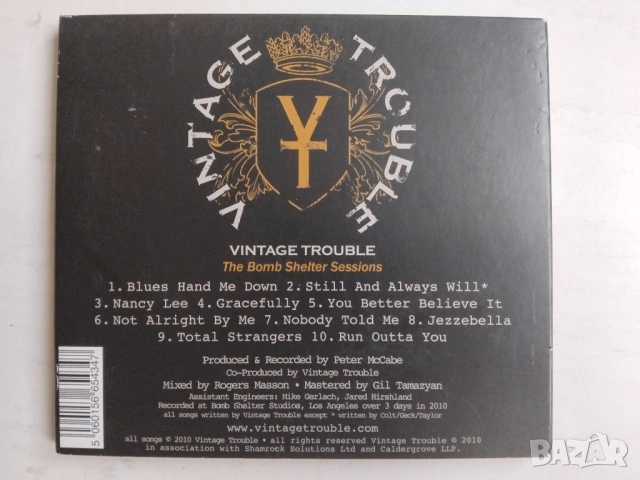 VINTAGE TROUBLE
VT
VINTAGE TROUBLE
The Bomb Shelter Sessions
1.Blues Hand Me Down 2.Still And Always Will*
3.Nancy Lee 4.Gracefully 5.You Better Believe It
6.Not Alright By Me 7.Nobody Told Me 8.Jezzebella
9.Total Strangers 10.Run Outta You
Produced & Recorded by Peter McCabe
Co-Produced by Vintage Trouble
Mixed by Rogers Masson • Mastered by Gil Tamazyan
Assistant Engineers: Mike Gerlach, Jared Hirshland
Recorded at Bomb Shelter Studios, Los Angeles over 3 days in 2010
all songs written by Vintage Trouble except * written by Colt/Geck/Taylor
www.vintagetrouble.com
all songs © 2010 Vintage Trouble • all rights reserved Vintage Trouble © 2010
in association with Shamrock Solutions Ltd and Caldergrove LLP.
5 060156 654347
BAZAR